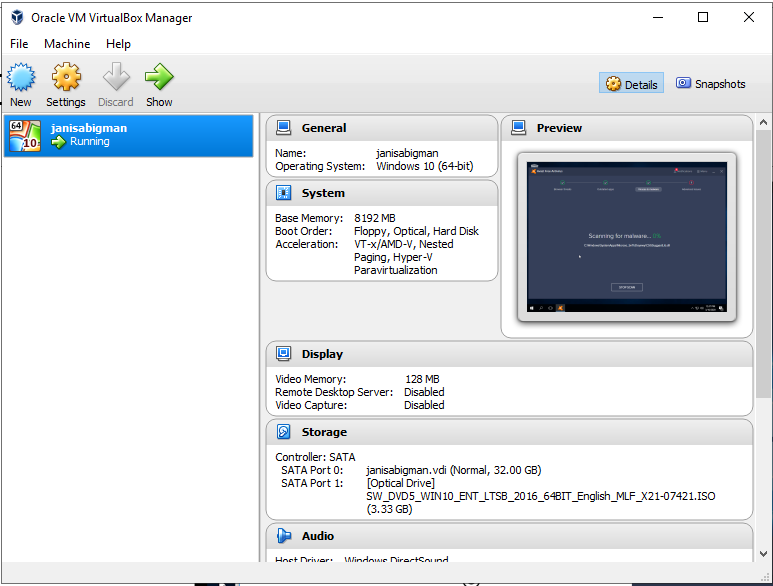 Oracle VM VirtualBox Manager
File Machine Help
New Settings Discard Show
Details Snapshots
64
10
janisabigman
Running
General
Name: janisabigman
Operating System: Windows 10 (64-bit)
System
Base Memory: 8192 MB
Boot Order: Floppy, Optical, Hard Disk
Acceleration: VT-x/AMD-V, Nested
Paging, Hyper-V
Paravirtualization
Preview
Scanning for malware...
STOP SCAN
Display
Video Memory: 128 MB
Remote Desktop Server: Disabled
Video Capture: Disabled
Storage
Controller: SATA
SATA Port 0: janisabigman.vdi (Normal, 32.00 GB)
SATA Port 1: [Optical Drive]
SW_DVD5_WIN10_ENT_LTSB_2016_64BIT_English_MLF_X21-07421.ISO
(3.33 GB)
Audio
Host Driver: Windows DirectSound